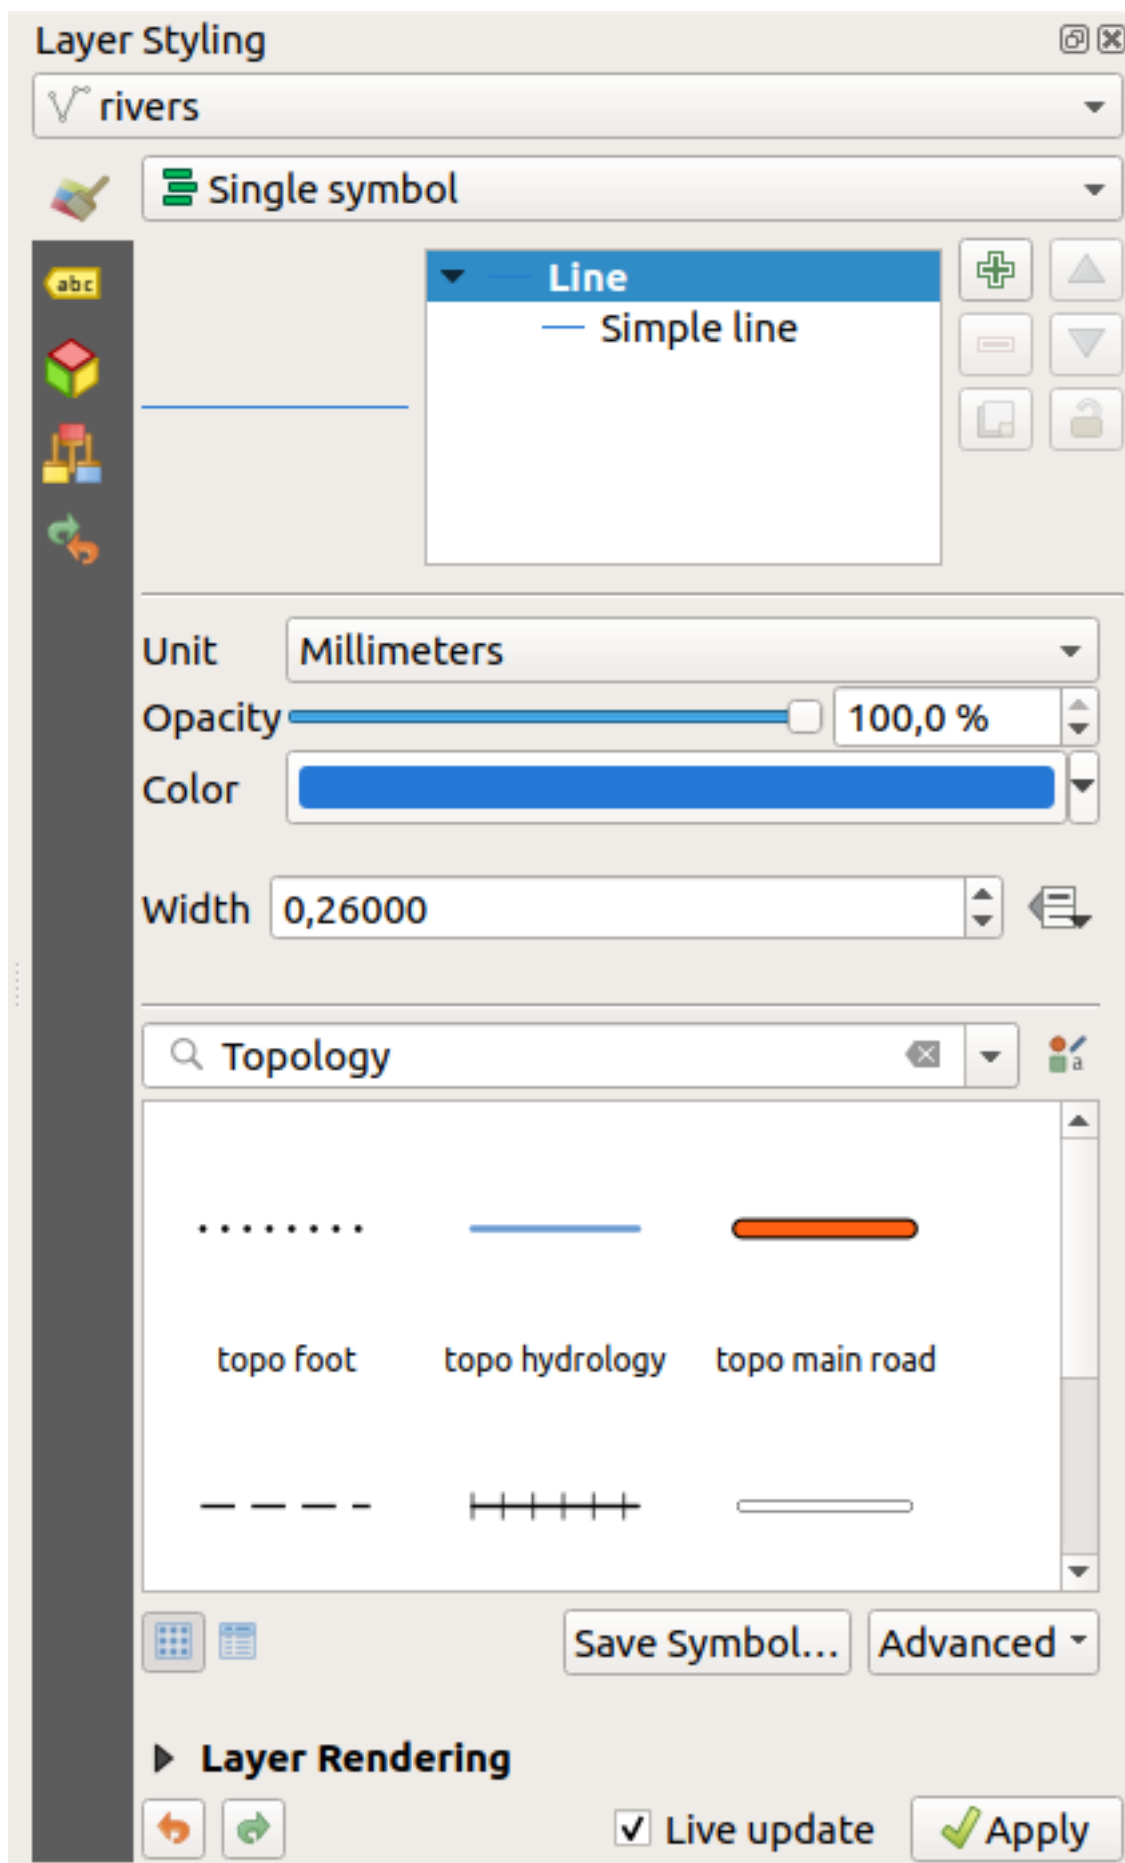 Layer Styling
rivers
Single symbol
abc
Line
Simple line
Unit Millimeters
Opacity 100,0 %
Color
Width 0,26000
Topology
a
topo foot topo hydrology topo main road
Save Symbol... Advanced
Layer Rendering
Live update Apply